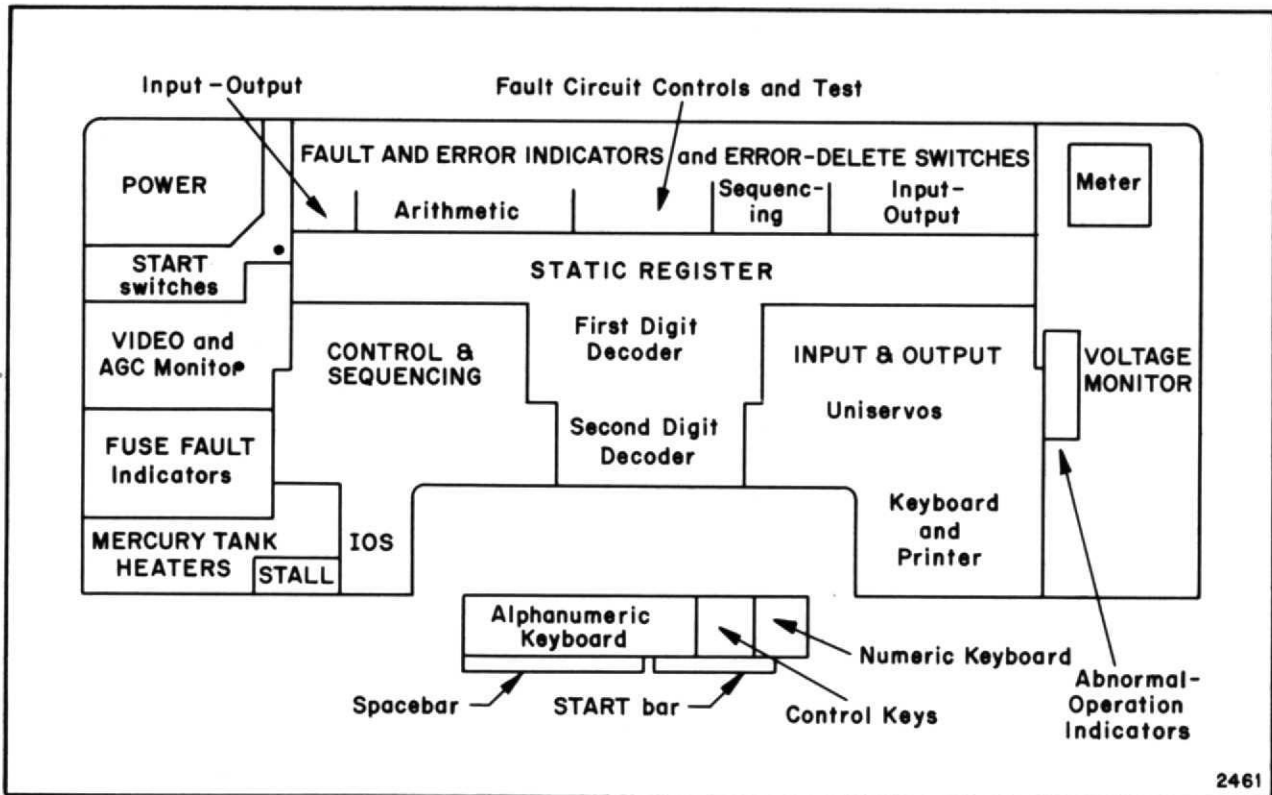 Input-Output
Fault Circuit Controls and Test
POWER
FAULT AND ERROR INDICATORS and ERROR-DELETE SWITCHES
Arithmetic
Sequenc-
ing
Input-
Output
Meter
START
switches
STATIC REGISTER
VIDEO and
AGC Monitor
CONTROL &
SEQUENCING
First Digit
Decoder
INPUT & OUTPUT
VOLTAGE
MONITOR
Uniservos
FUSE FAULT
Indicators
Second Digit
Decoder
Keyboard
and
Printer
MERCURY TANK
HEATERS
IOS
STALL
Alphanumeric
Keyboard
Numeric Keyboard
Spacebar
START bar
Control Keys
Abnormal-
Operation
Indicators
2461